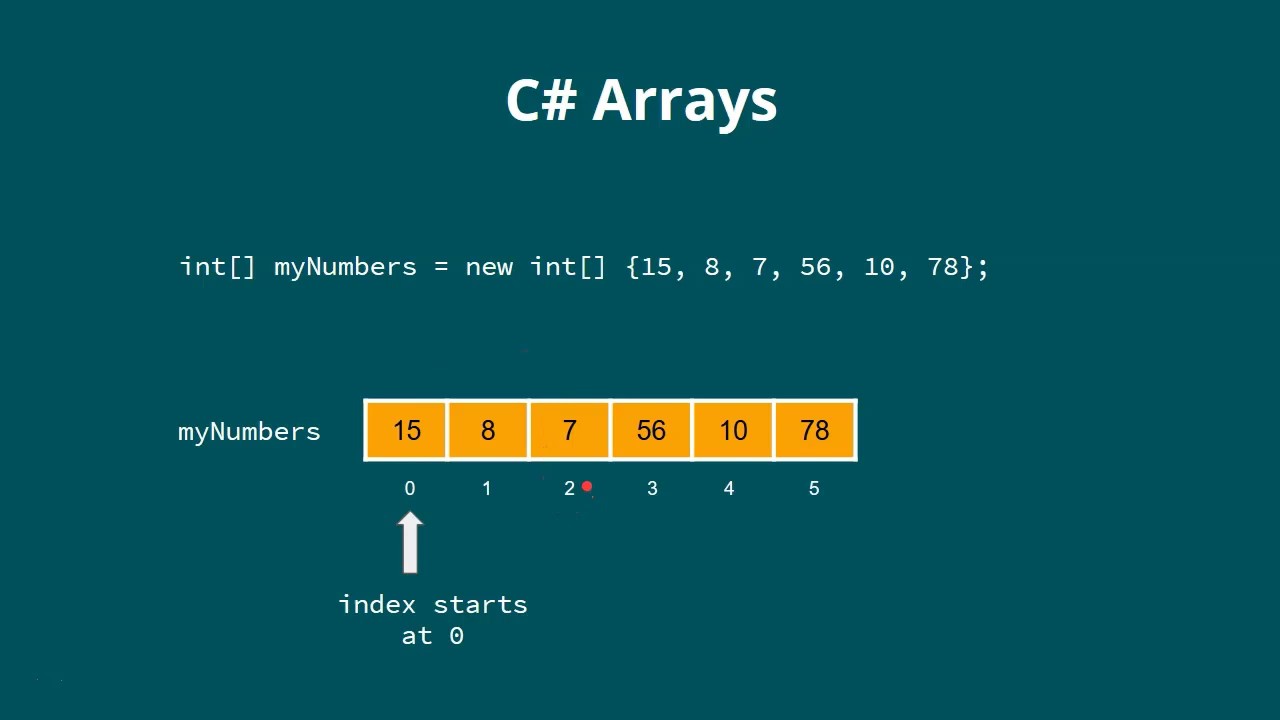 C# Arrays
int[] myNumbers = new int[] {15, 8, 7, 56, 10, 78};
myNumbers 15 8 7 56 10 78
0 1 2 3 4 5
index starts
at 0